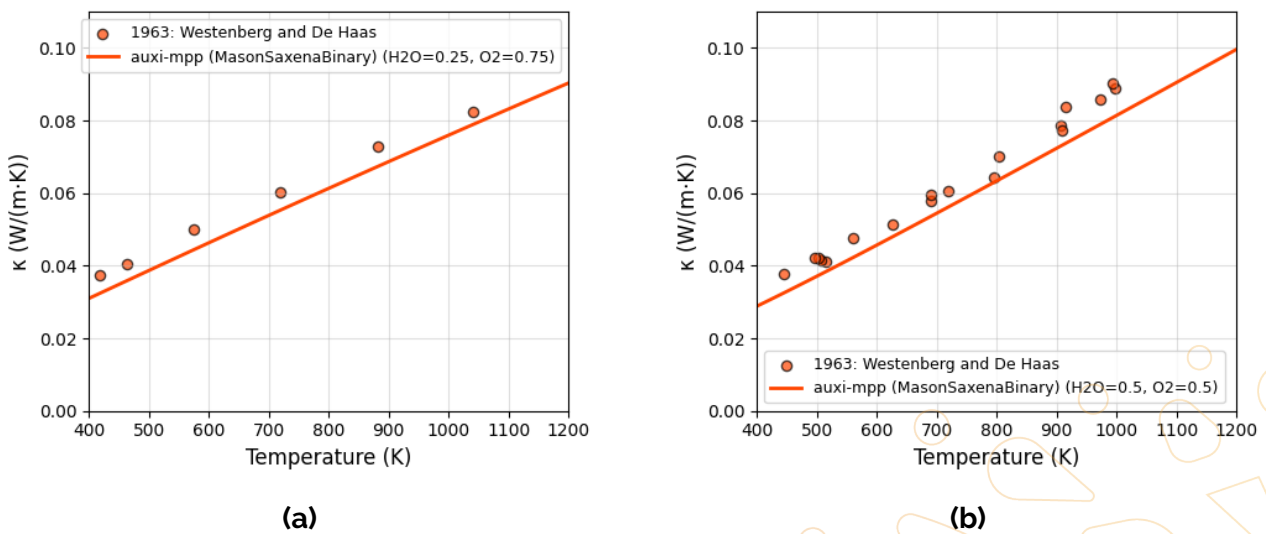 1963: Westenberg and De Haas
auxi-mpp (MasonSaxenaBinary) (H2O=0.25, O2=0.75)
κ (W/(m·K))
0.10
0.08
0.06
0.04
0.02
0.00
400 500 600 700 800 900 1000 1100 1200
Temperature (K)
(a)
κ (W/(m·K))
0.10
0.08
0.06
0.04
0.02
0.00
1963: Westenberg and De Haas
auxi-mpp (MasonSaxenaBinary) (H2O=0.5, O2=0.5)
400 500 600 700 800 900 1000 1100 1200
Temperature (K)
(b)